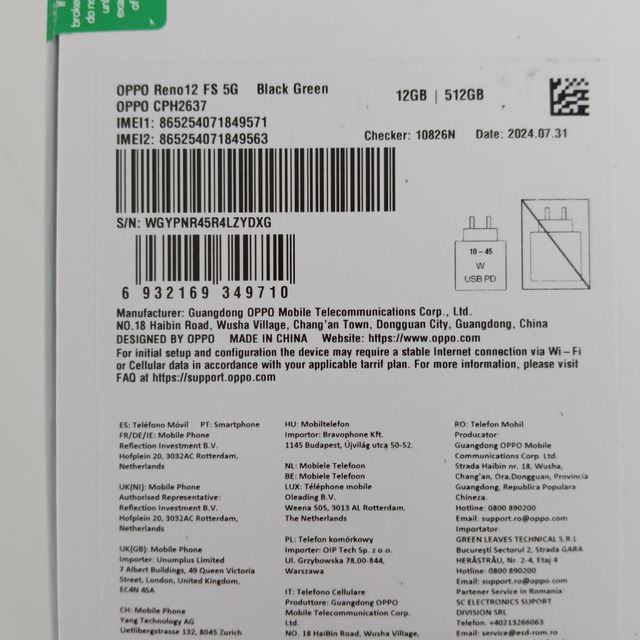 broke
do no
un
exa
of
OPPO Reno12 FS 5G Black Green
12GB | 512GB
OPPO CPH2637
IMEI1: 865254071849571
IMEI2: 865254071849563
Checker: 10826N Date: 2024.07.31
S/N: WGYPNR45R4LZYDXG
10 – 45
W
USB PD
6 932169 349710
Manufacturer: Guangdong OPPO Mobile Telecommunications Corp., Ltd.
NO.18 Haibin Road, Wusha Village, Chang'an Town, Dongguan City, Guangdong, China
DESIGNED BY OPPO MADE IN CHINA Website: https://www.oppo.com
For initial setup and configuration the device may require a stable Internet connection via Wi – Fi
or Cellular data in accordance with your applicable tarrif plan. For more information, please visit
FAQ at https://support.oppo.com
ES: Teléfono Móvil PT: Smartphone
FR/DE/IE: Mobile Phone
Reflection Investment B.V.
Hofplein 20, 3032AC Rotterdam,
Netherlands
UK(NI): Mobile Phone
Authorised Representative:
Reflection Investment B.V.
Hofplein 20, 3032AC Rotterdam,
Netherlands
UK(GB): Mobile Phone
Importer: Unumplus Limited
7 Albert Buildings, 49 Queen Victoria
Street, London, United Kingdom,
EC4N 4SA
CH: Mobile Phone
Yang Technology AG
Uetlibergstrasse 132, 8045 Zurich
HU: Mobiltelefon
Importor: Bravophone Kft.
1145 Budapest, Újvilág utca 50-52.
NL: Mobiele Telefoon
BE: Mobiele Telefoon
LUX: Téléphone mobile
Oleading B.V.
Weena 505, 3013 AL Rotterdam,
The Netherlands
PL: Telefon komórkowy
Importer: OIP Tech Sp. z o.o.
Ul. Grzybowska 78.00-844,
Warszawa
IT: Telefono Cellulare
Produttore: Guangdong OPPO
Mobile Telecommunications Corp.
Ltd.
NO.18 Haibin Road, Wusha
RO: Telefon Mobil
Producator:
Guangdong OPPO Mobile
Communications Corp. Ltd.
Strada Haibin nr. 18, Wusha,
Chang'an, Ora,Dongguan, Provincia
Guangdong, Republica Populara
Chineza.
Hotline: 0800 890200
Email: support.ro@oppo.com
Importator:
GREEN LEAVES TECHNICAL S.R.L
București Sectorul 2, Strada GARA
HERĂSTRĂU, Nr. 2-4, Etaj 4
Hotline: 0800 890200
Email: support.ro@oppo.com
Partener Service in Romania:
SC ELECTRONICS SUPORT
DIVISION SRL
Telefon: +40213266063
Email: service@esd-rom.ro